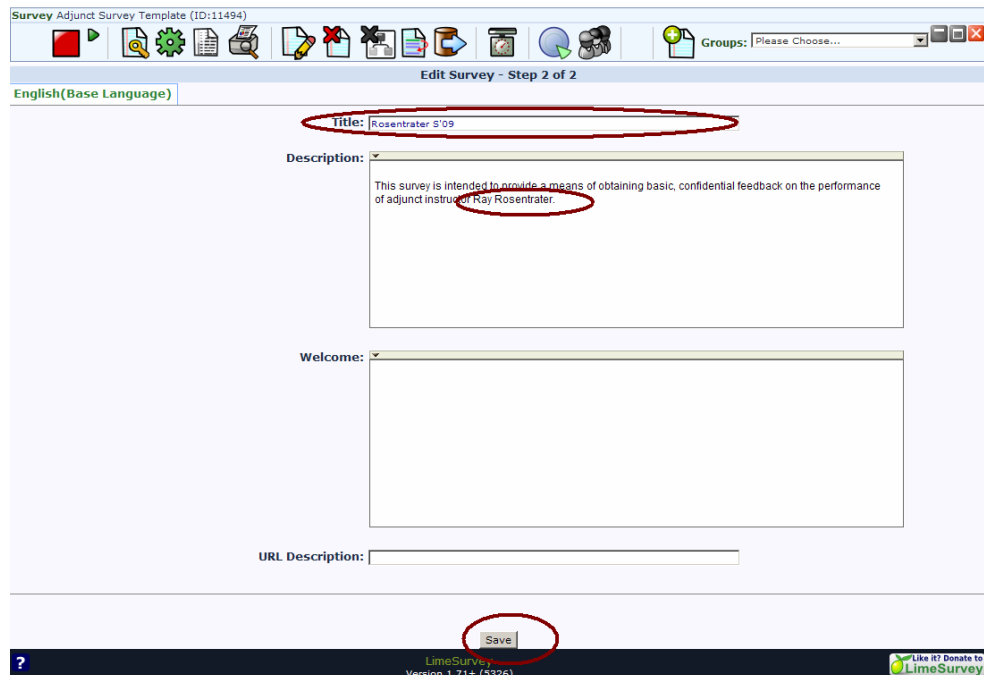 Survey Adjunct Survey Template (ID:11494)
Groups: Please Choose...
Edit Survey - Step 2 of 2
English(Base Language)
Title: Rosentrater S'09
Description:
This survey is intended to provide a means of obtaining basic, confidential feedback on the performance
of adjunct instructor Ray Rosentrater.
Welcome:
URL Description:
Save
?
LimeSurvey
Version 1.71+ (5326)
Like it? Donate to
LimeSurvey